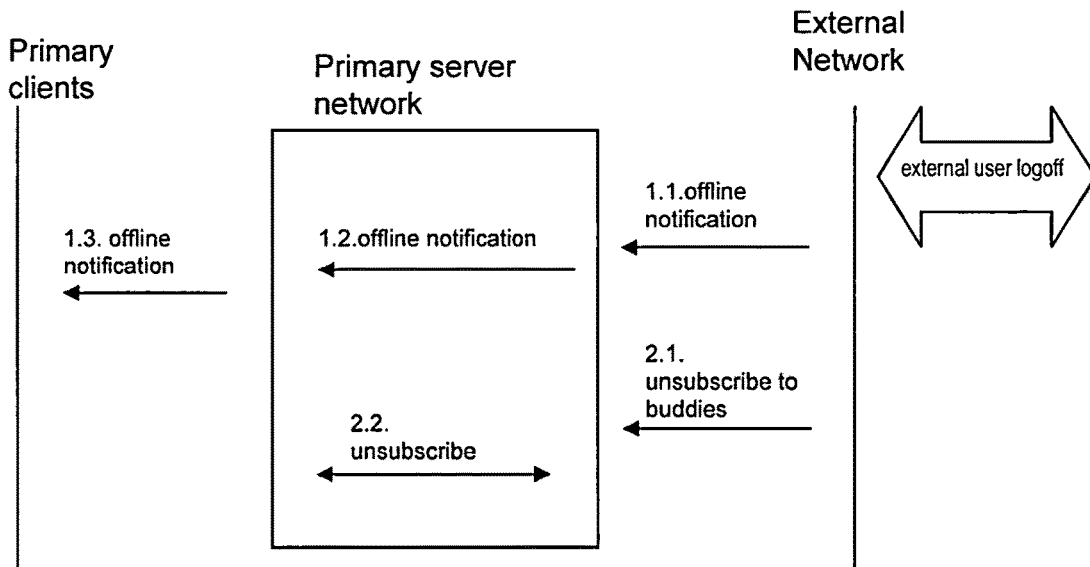 Primary
clients
Primary server
network
External
Network
external user logoff
1.1.offline
notification
1.2.offline notification
1.3. offline
notification
2.1.
unsubscribe to
buddies
2.2.
unsubscribe